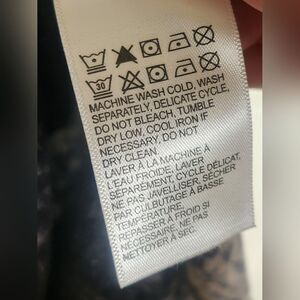 30
MACHINE WASH COLD, WASH
SEPARATELY, DELICATE CYCLE,
DO NOT BLEACH, TUMBLE
DRY LOW, COOL IRON IF
NECESSARY, DO NOT
DRY CLEAN.
LAVER À LA MACHINE À
L'EAU FROIDE, LAVER
SÉPARÉMENT, CYCLE DÉLICAT,
NE PAS JAVELLISER, SÉCHER
PAR CULBUTAGE À BASSE
TEMPÉRATURE,
REPASSER À FROID SI
NÉCESSAIRE, NE PAS
NETTOYER À SEC.